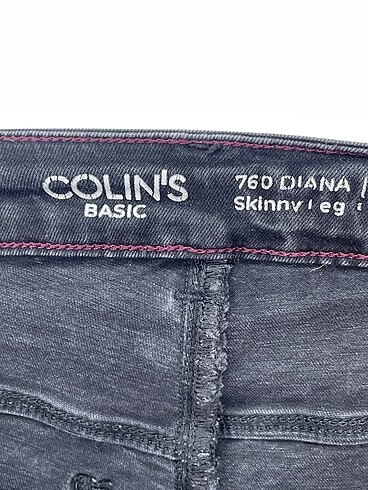 COLIN'S
BASIC
760 DIANA /
Skinny Leg